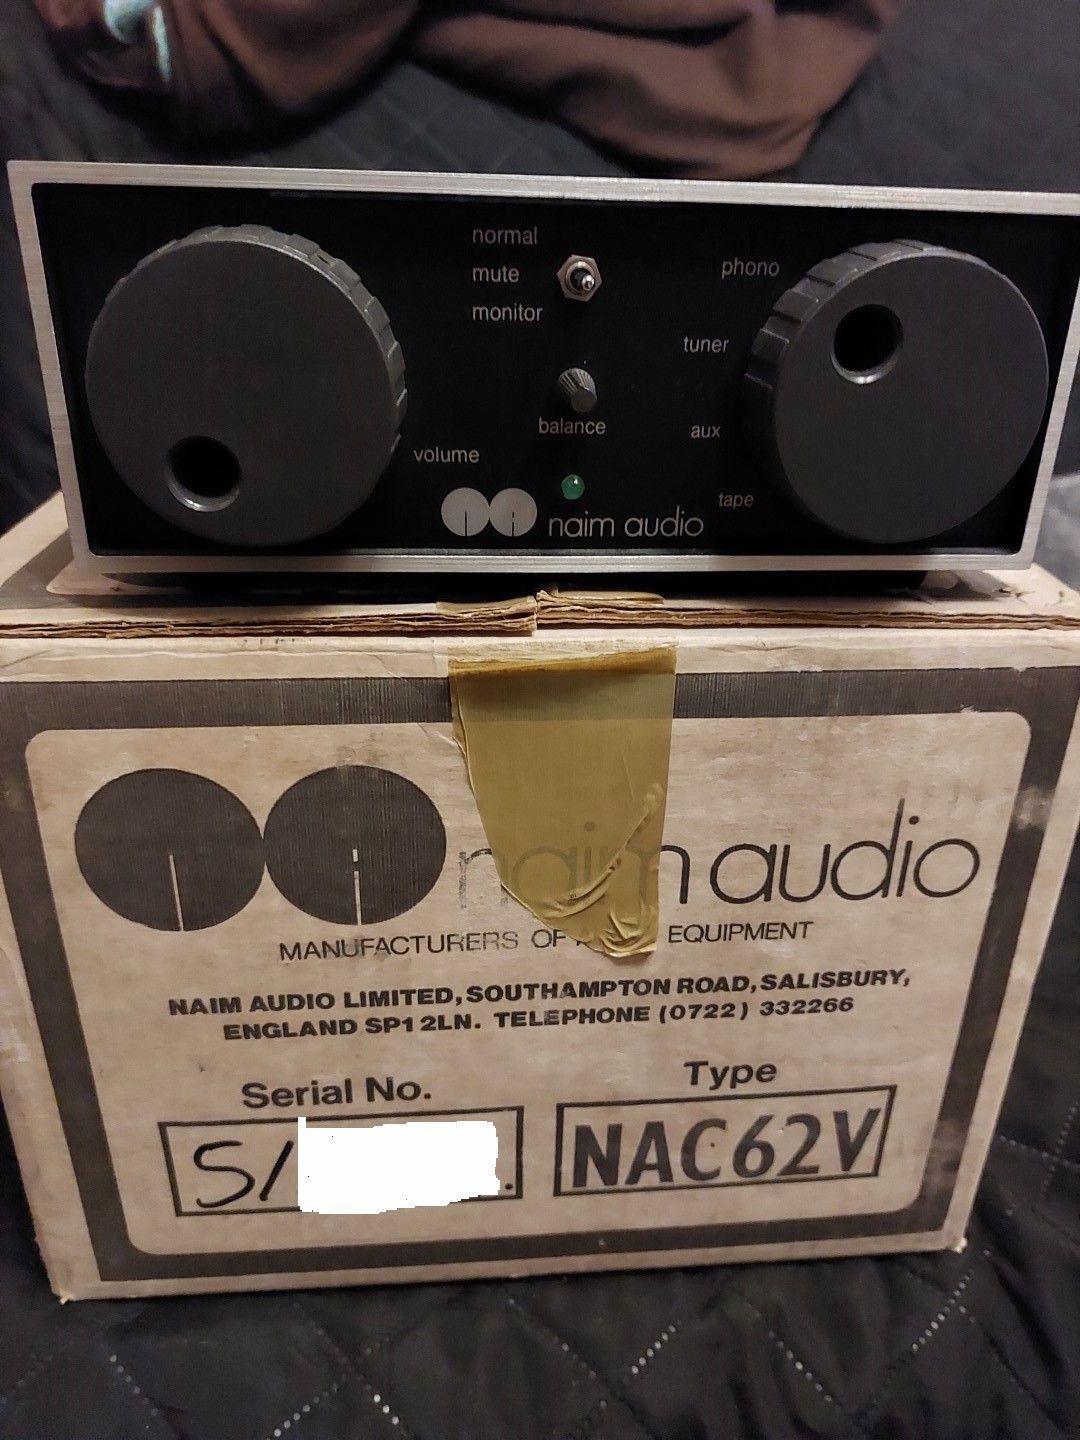 normal
mute
monitor
phono
tuner
balance
aux
volume
tape
naim audio
naim audio
MANUFACTURERS OF EQUIPMENT
NAIM AUDIO LIMITED, SOUTHAMPTON ROAD, SALISBURY,
ENGLAND SP1 2LN. TELEPHONE (0722) 332266
Serial No.
Type
S/
NAC62V